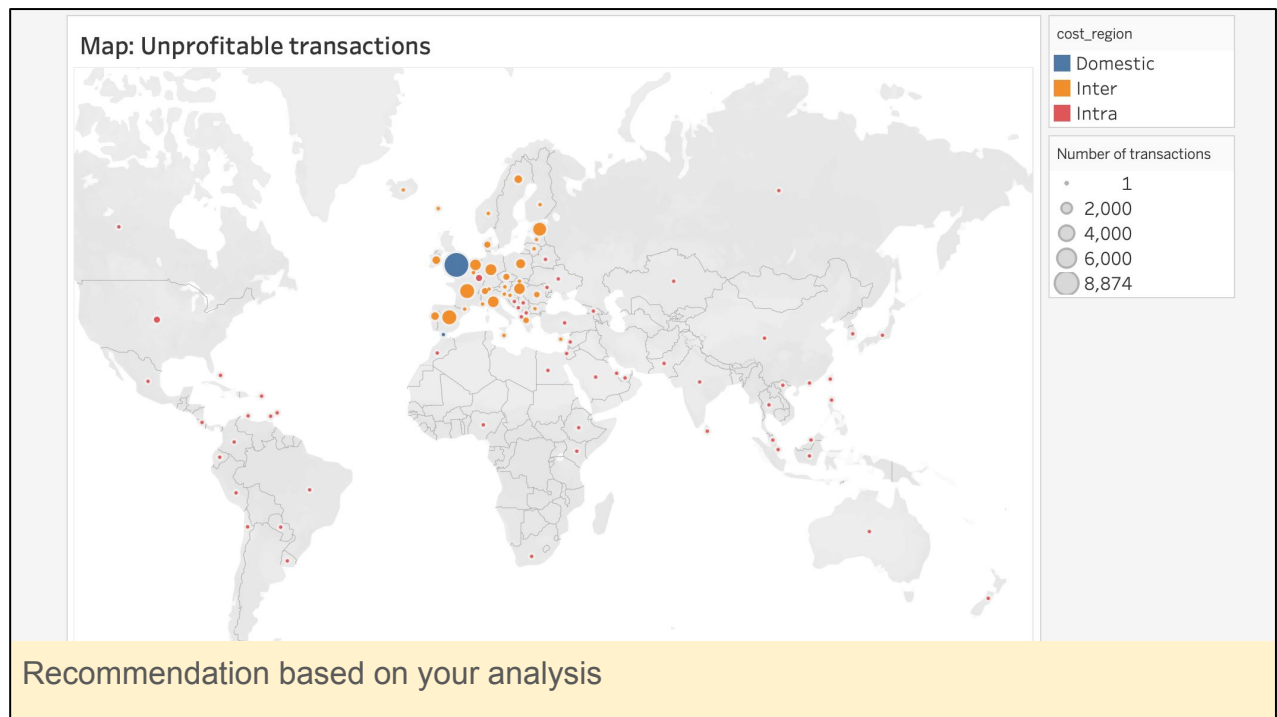 Map: Unprofitable transactions
cost_region
Domestic
Inter
Intra
Number of transactions
1
2,000
4,000
6,000
8,874
Recommendation based on your analysis